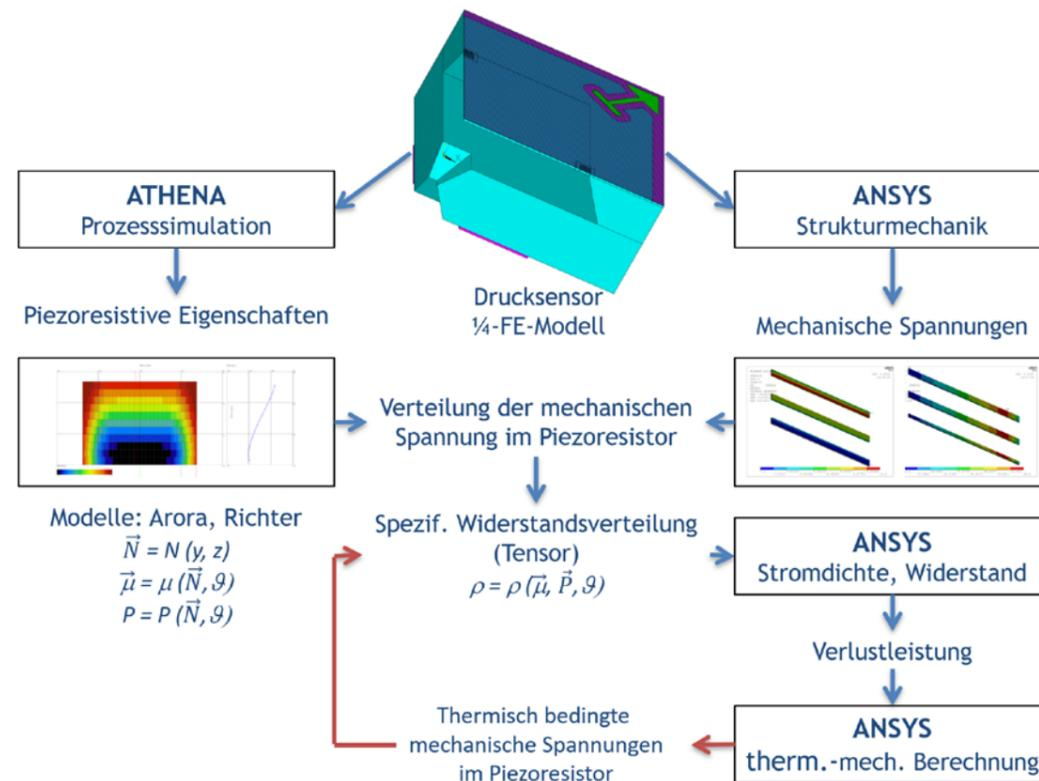 ATHENA
Prozesssimulation
ANSYS
Strukturmechanik
Drucksensor
¼-FE-Modell
Piezoresistive Eigenschaften
Mechanische Spannungen
Verteilung der mechanischen
Spannung im Piezoresistor
Modelle: Arora, Richter
N⃗ = N (y, z)
μ⃗ = μ (N⃗, ϑ)
P = P (N⃗, ϑ)
Spezif. Widerstandsverteilung
(Tensor)
ρ = ρ (μ⃗, P⃗, ϑ)
ANSYS
Stromdichte, Widerstand
Verlustleistung
ANSYS
therm.-mech. Berechnung
Thermisch bedingte
mechanische Spannungen
im Piezoresistor